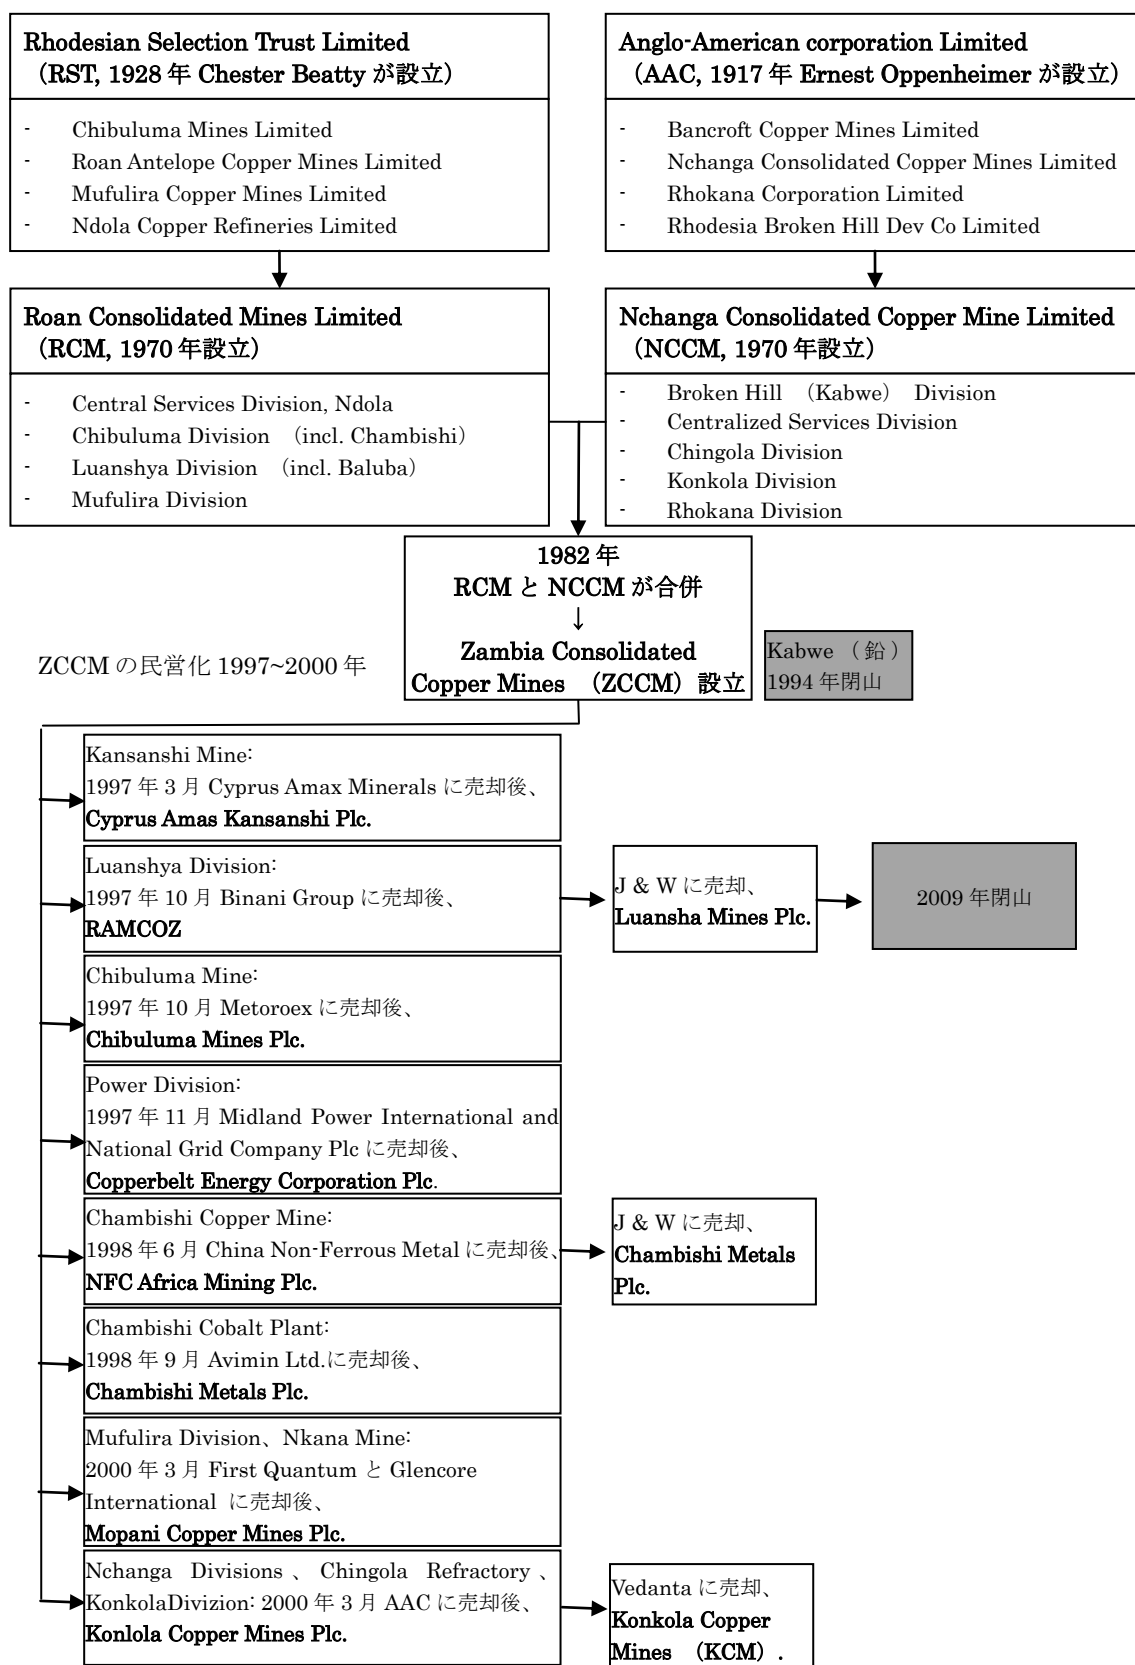 Rhodesian Selection Trust Limited
（RST, 1928 年 Chester Beatty が設立）
- Chibuluma Mines Limited
- Roan Antelope Copper Mines Limited
- Mufulira Copper Mines Limited
- Ndola Copper Refineries Limited
Anglo-American corporation Limited
（AAC, 1917 年 Ernest Oppenheimer が設立）
- Bancroft Copper Mines Limited
- Nchanga Consolidated Copper Mines Limited
- Rhokana Corporation Limited
- Rhodesia Broken Hill Dev Co Limited
Roan Consolidated Mines Limited
（RCM, 1970 年設立）
- Central Services Division, Ndola
- Chibuluma Division （incl. Chambishi）
- Luanshya Division （incl. Baluba）
- Mufulira Division
Nchanga Consolidated Copper Mine Limited
（NCCM, 1970 年設立）
- Broken Hill （Kabwe） Division
- Centralized Services Division
- Chingola Division
- Konkola Division
- Rhokana Division
1982 年
RCM と NCCM が合併
↓
Zambia Consolidated
Copper Mines （ZCCM）設立
Kabwe （鉛）
1994 年閉山
ZCCM の民営化 1997~2000 年
Kansanshi Mine:
1997 年 3 月 Cyprus Amax Minerals に売却後、
Cyprus Amas Kansanshi Plc.
Luanshya Division:
1997 年 10 月 Binani Group に売却後、
RAMCOZ
J & W に売却、
Luansha Mines Plc.
2009 年閉山
Chibuluma Mine:
1997 年 10 月 Metoroex に売却後、
Chibuluma Mines Plc.
Power Division:
1997 年 11 月 Midland Power International and
National Grid Company Plc に売却後、
Copperbelt Energy Corporation Plc.
Chambishi Copper Mine:
1998 年 6 月 China Non-Ferrous Metal に売却後、
NFC Africa Mining Plc.
J & W に売却、
Chambishi Metals
Plc.
Chambishi Cobalt Plant:
1998 年 9 月 Avimin Ltd.に売却後、
Chambishi Metals Plc.
Mufulira Division、Nkana Mine:
2000 年 3 月 First Quantum と Glencore
International に売却後、
Mopani Copper Mines Plc.
Nchanga Divisions 、 Chingola Refractory 、
KonkolaDivizion: 2000 年 3 月 AAC に売却後、
Konlola Copper Mines Plc.
Vedanta に売却、
Konkola Copper
Mines （KCM）.